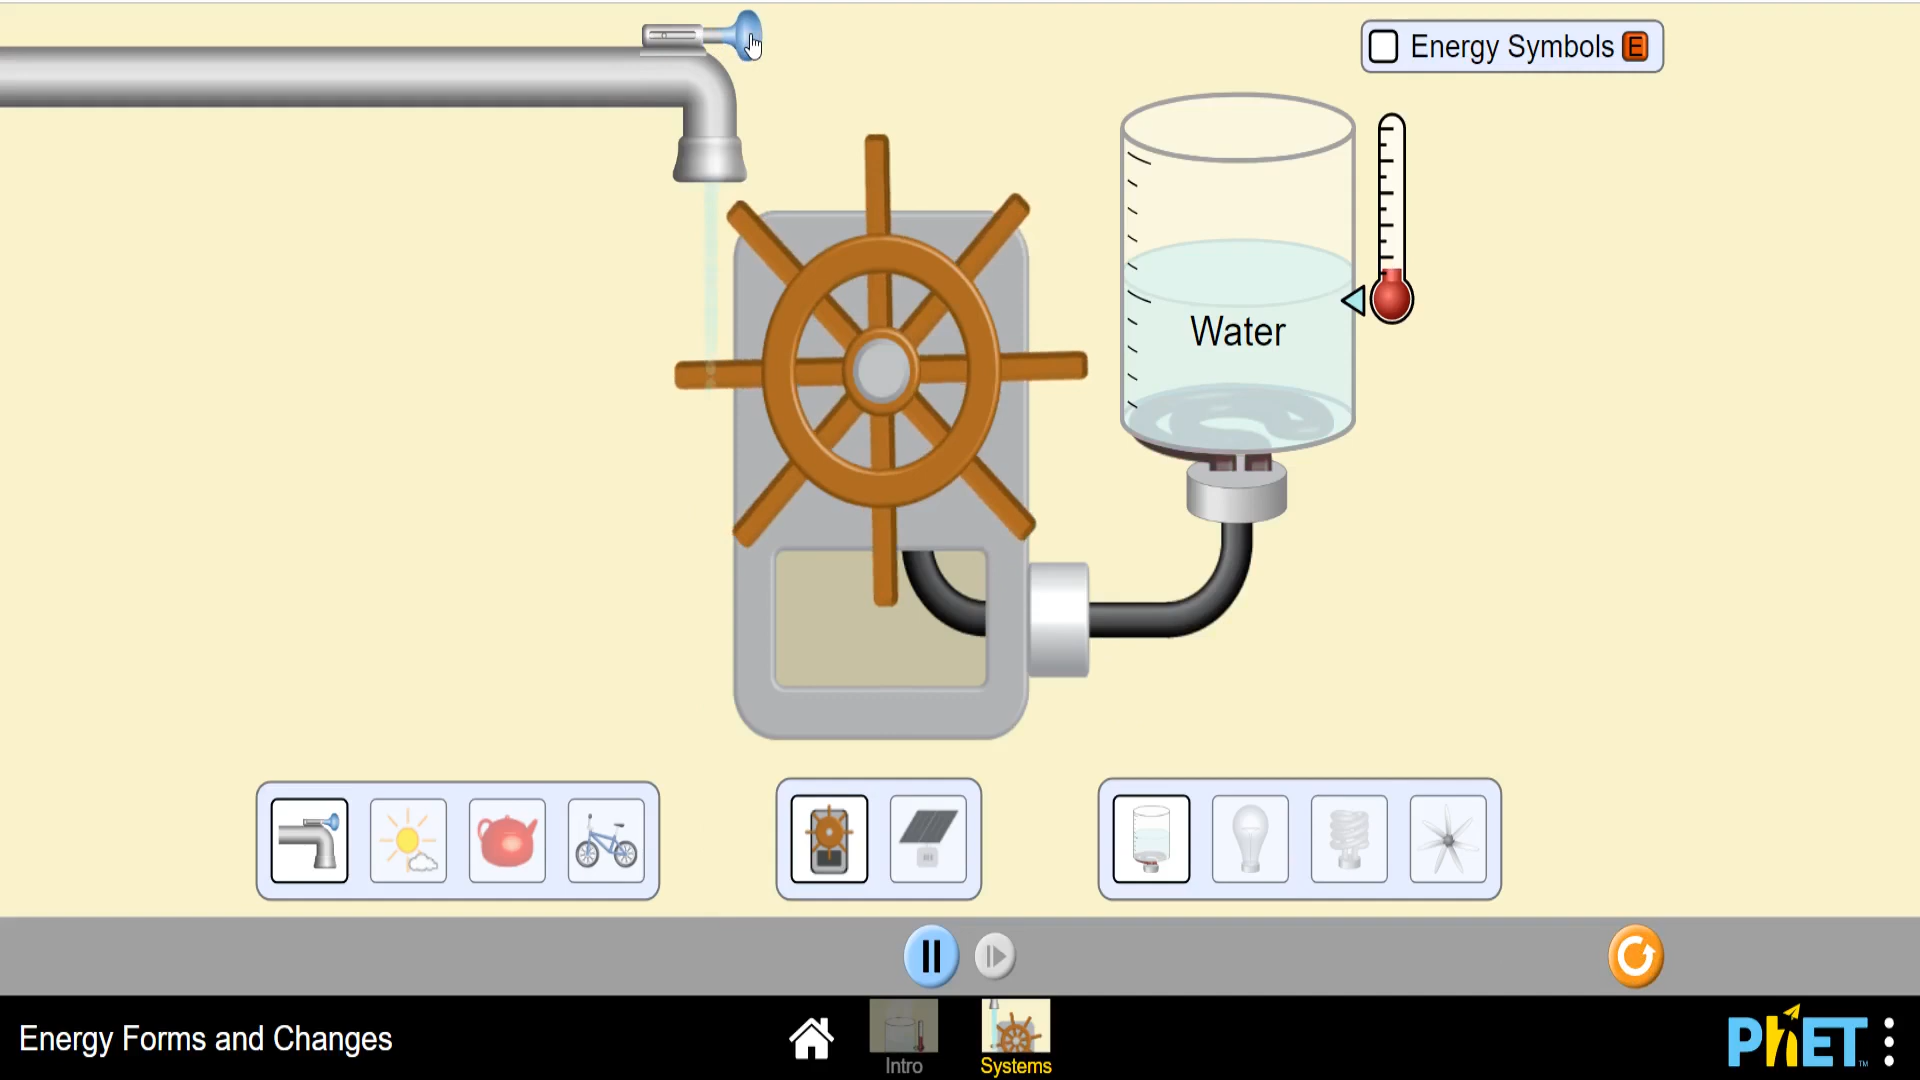 Energy Symbols E
Water
Energy Forms and Changes
Intro
Systems
PhET